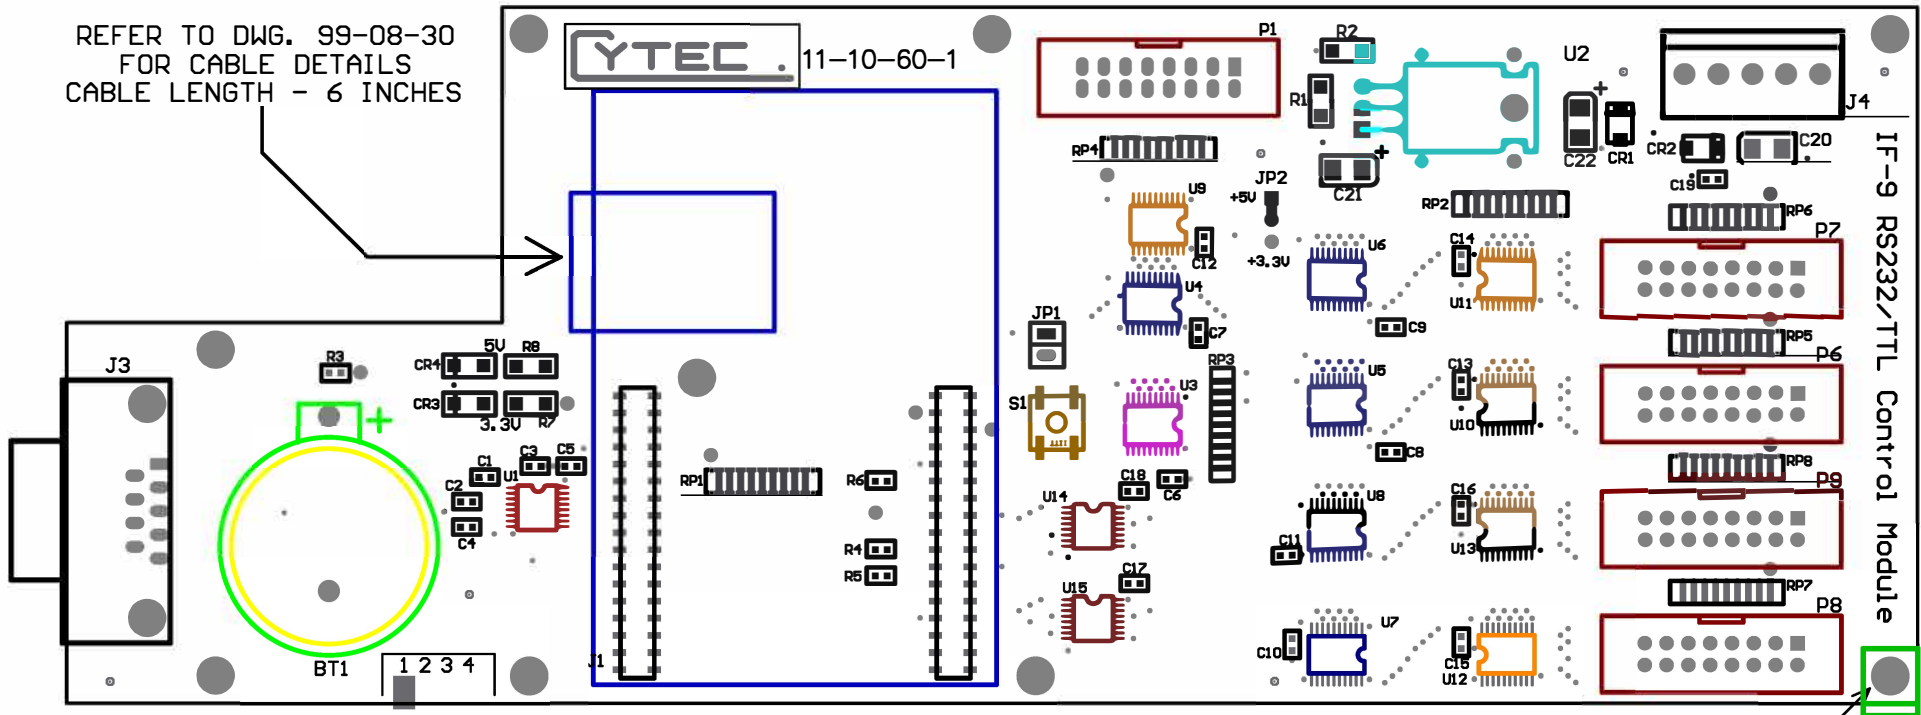 REFER TO DWG. 99-08-30
FOR CABLE DETAILS
CABLE LENGTH - 6 INCHES
CYTEC.
11-10-60-1
P1
R2
U2
R1
J4
RP4
C21
C22
CR1
CR2
C20
C19
U9
JP2
+5V
+3.3V
RP2
RP6
C12
U4
C7
U6
C14
U11
C9
P7
IF-9 RS232/TTL Control Module
J3
R3
5V
CR4
R8
CR3
3.3V
R7
JP1
RP3
S1
U3
U5
C13
U10
C8
RP5
P6
C3
C5
C1
U1
C2
C4
RP1
R6
R4
R5
C18
C6
U14
U8
C16
U13
C11
RP8
P9
C17
U15
RP7
P8
BT1
1 2 3 4
J1
C10
U7
C15
U12